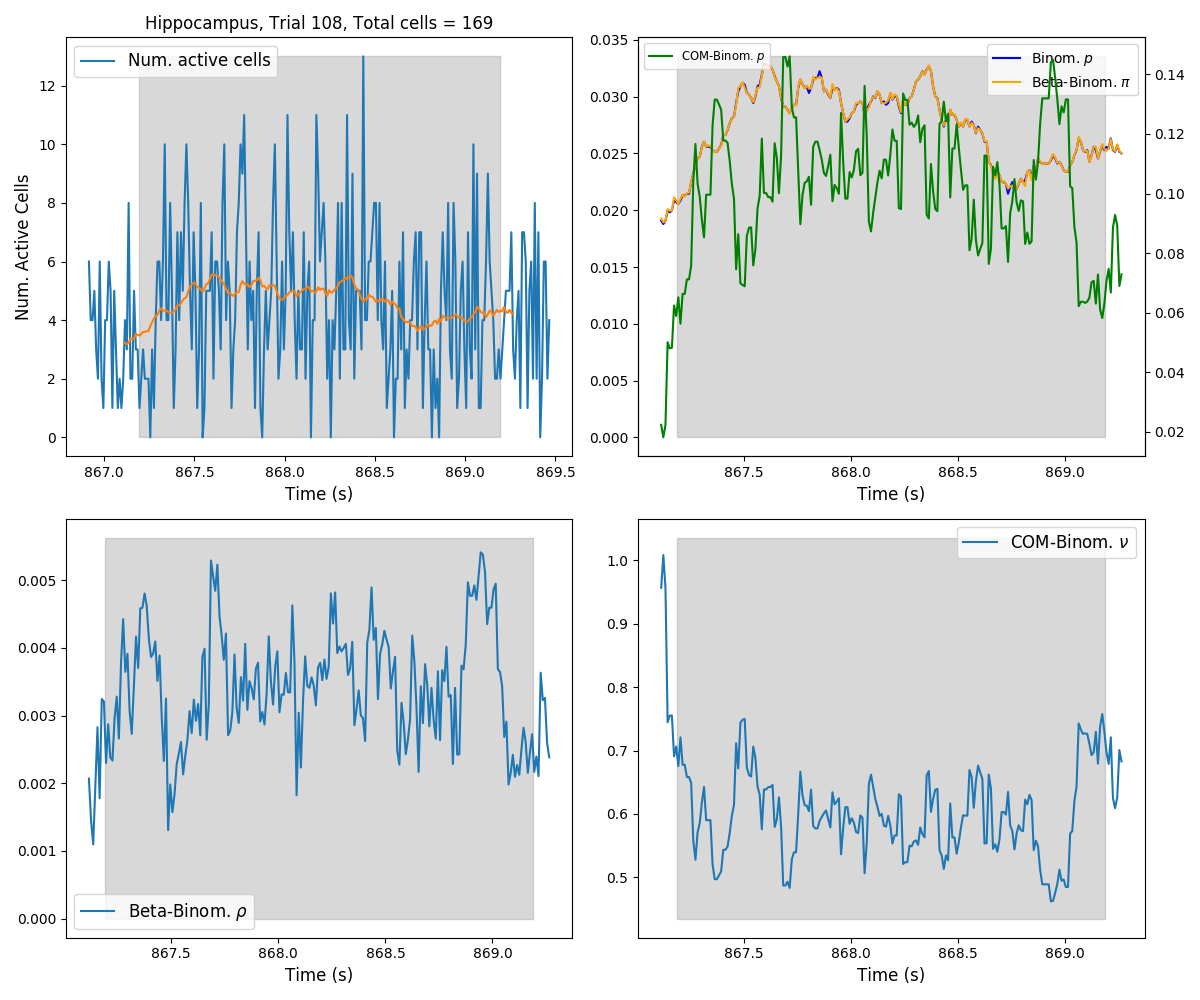 Hippocampus, Trial 108, Total cells = 169
Num. Active Cells
Num. active cells
12
10
8
6
4
2
0
867.0 867.5 868.0 868.5 869.0 869.5
Time (s)
COM-Binom. p
Binom. p
Beta-Binom. π
0.035
0.030
0.025
0.020
0.015
0.010
0.005
0.000
0.14
0.12
0.10
0.08
0.06
0.04
0.02
867.5 868.0 868.5 869.0
Time (s)
0.005
0.004
0.003
0.002
0.001
0.000
Beta-Binom. ρ
867.5 868.0 868.5 869.0
Time (s)
COM-Binom. ν
1.0
0.9
0.8
0.7
0.6
0.5
867.5 868.0 868.5 869.0
Time (s)